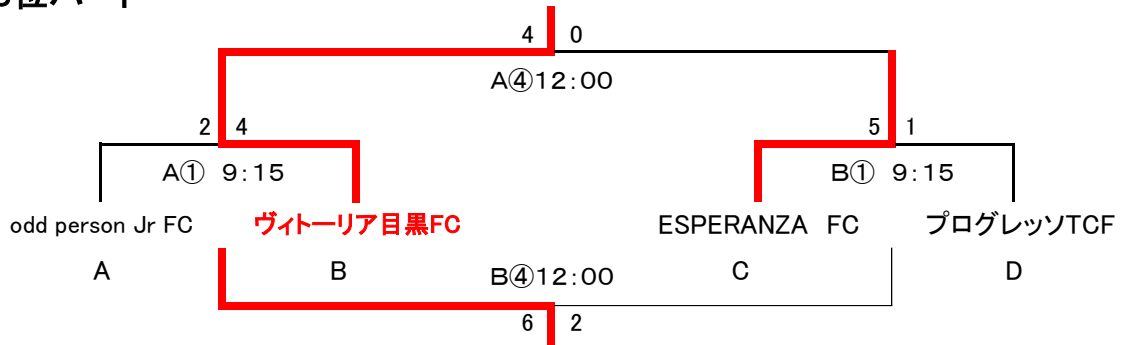 4 0
A④12:00
2 4 5 1
A① 9:15 B① 9:15
odd person Jr FC ヴィトーリア目黒FC ESPERANZA FC プログレッソTCF
A B B④12:00 C D
6 2